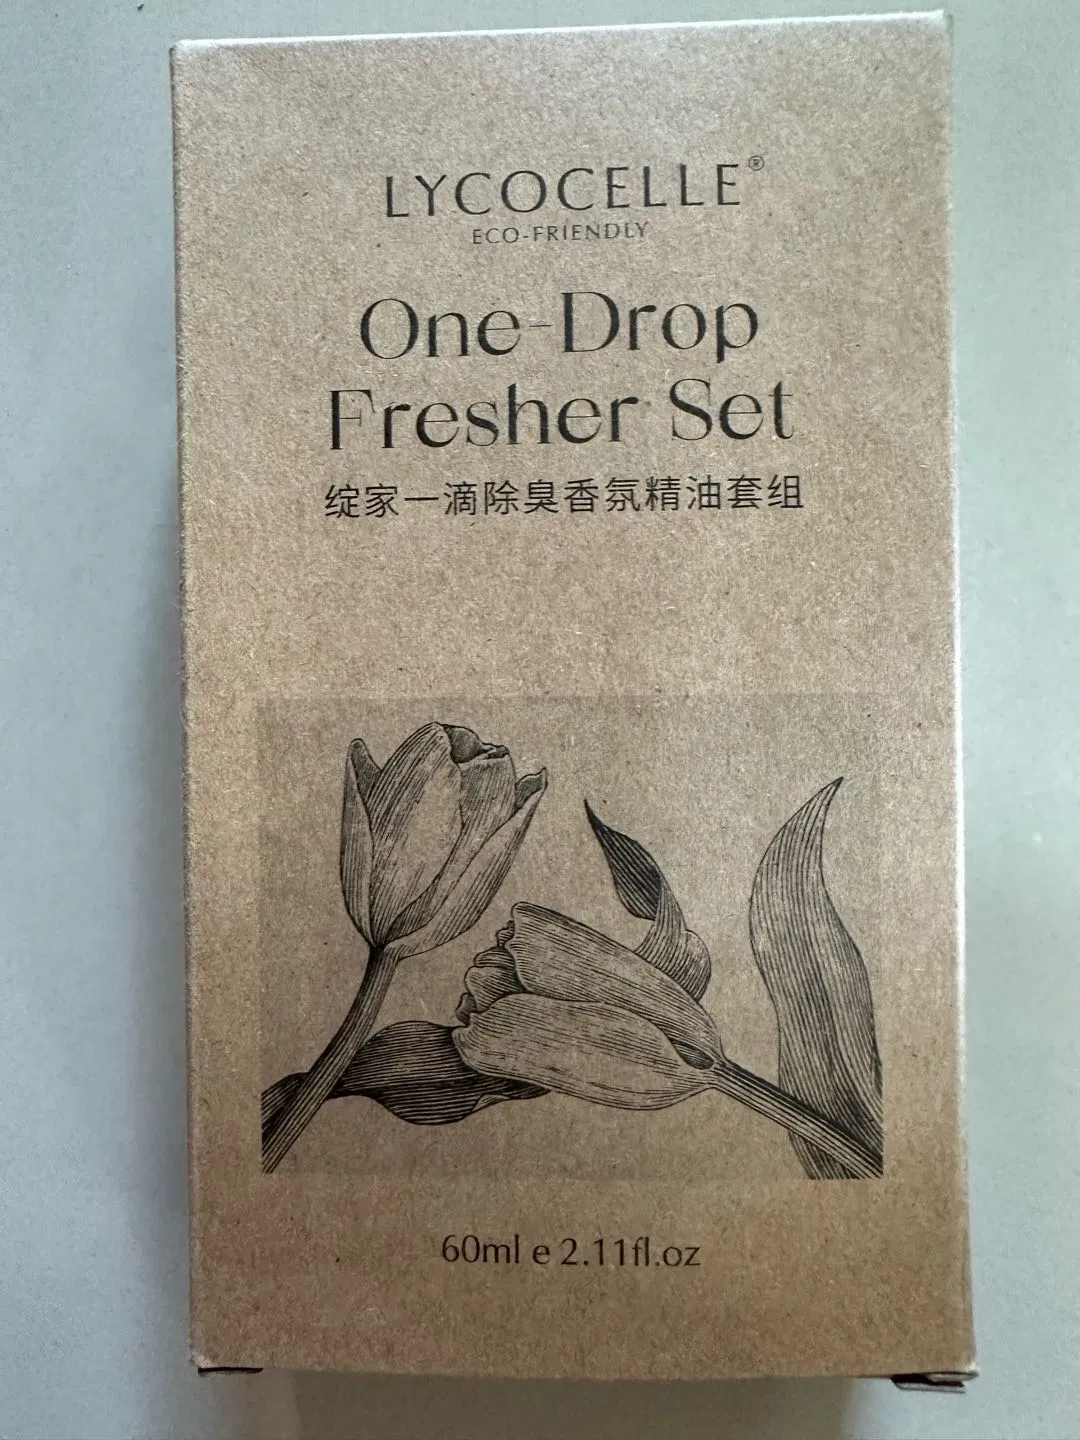 LYCOCELLE®
ECO-FRIENDLY
One-Drop
Fresher Set
绽家一滴除臭香氛精油套组
60ml e 2.11fl.oz